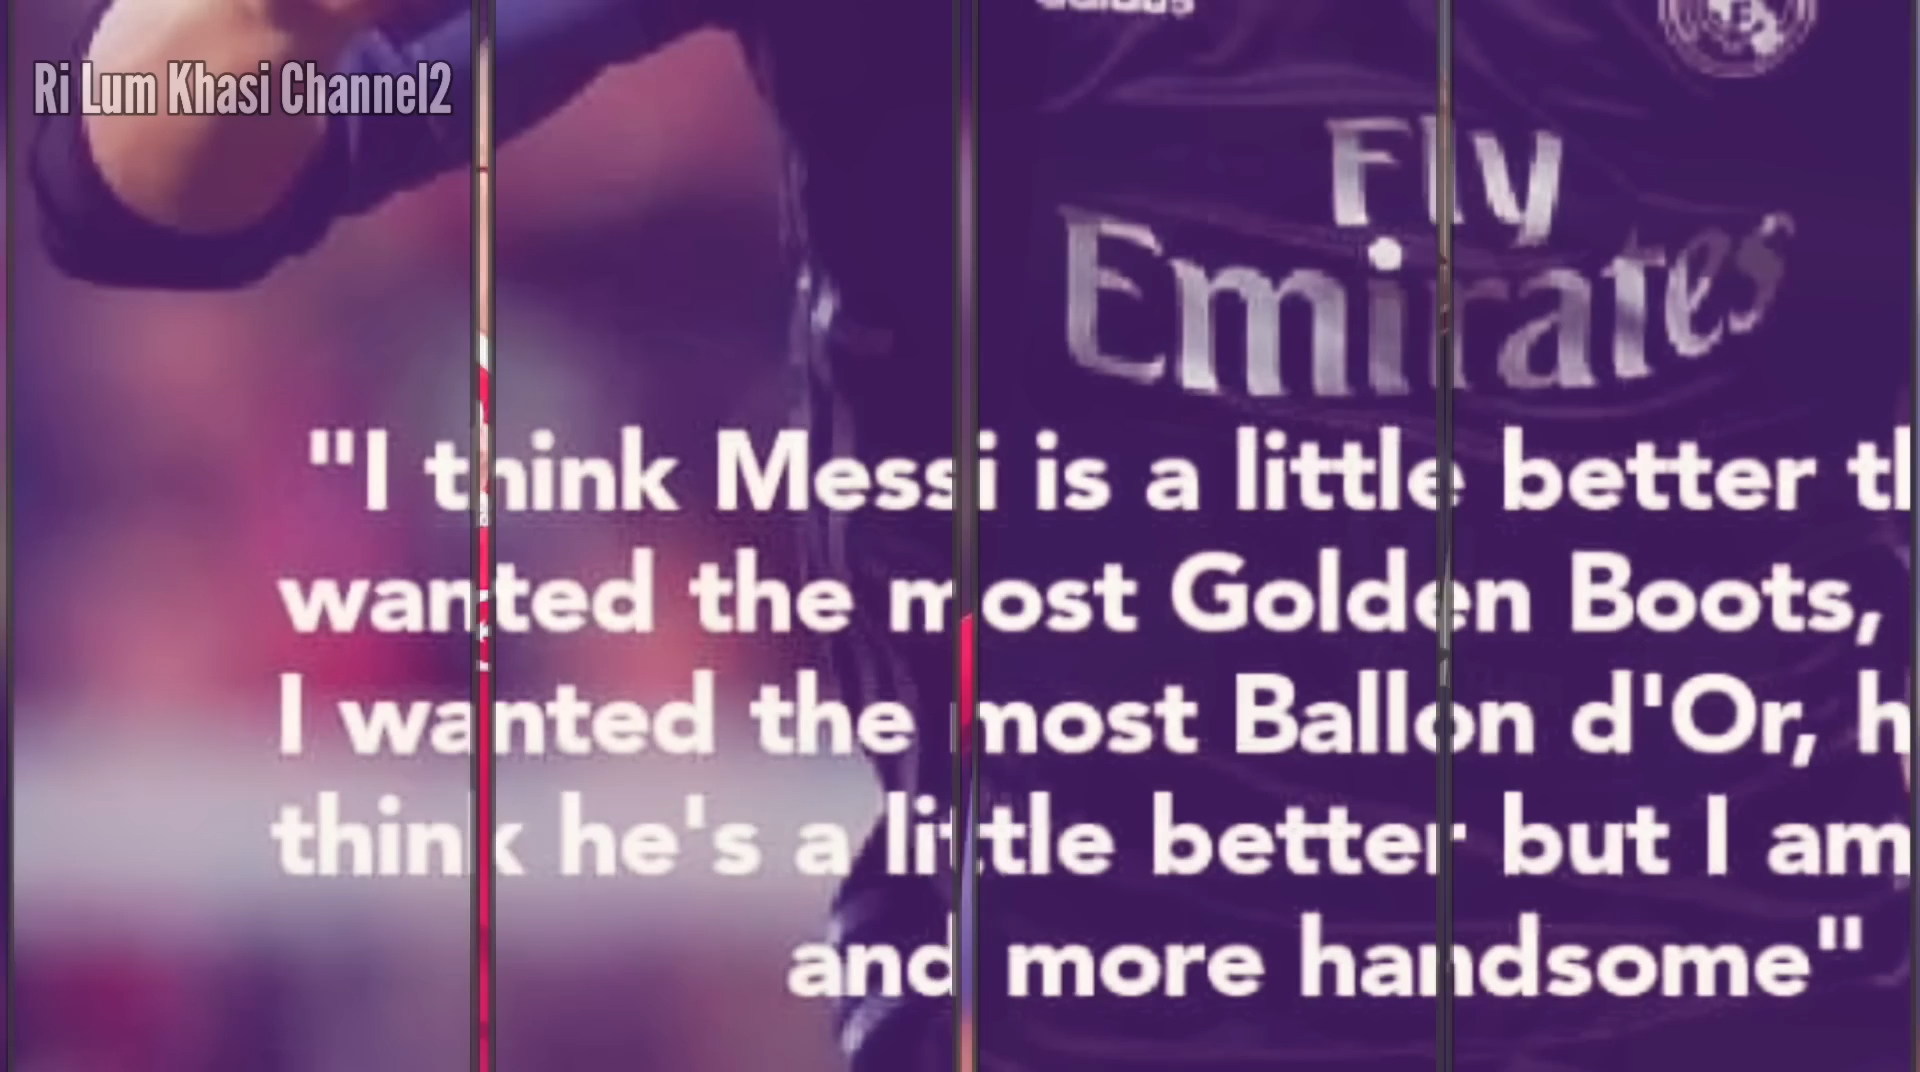 Ri Lum Khasi Channel2
Fly
Emirates
"I think Messi is a little better
wanted the most Golden Boots,
I wanted the most Ballon d'Or,
think he's a little better but I am
and more handsome"